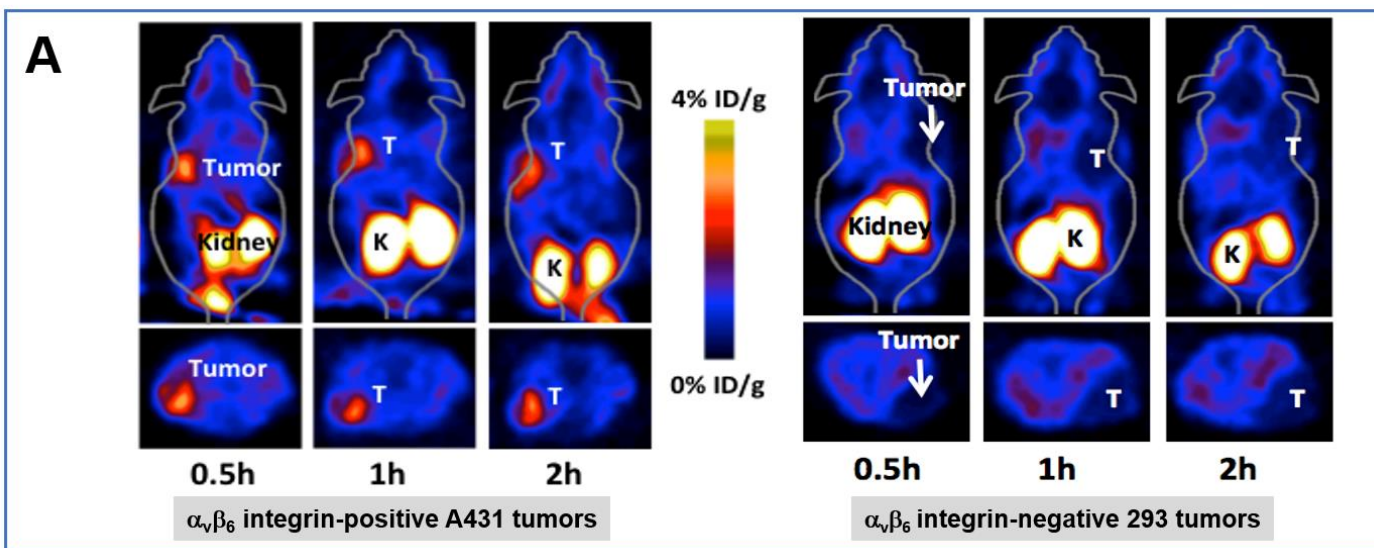 A
Tumor
Kidney
T
K
T
K
4% ID/g
0% ID/g
Tumor
Kidney
T
K
T
K
Tumor
T
T
Tumor
T
T
0.5h
1h
2h
0.5h
1h
2h
αvβ6 integrin-positive A431 tumors
αvβ6 integrin-negative 293 tumors